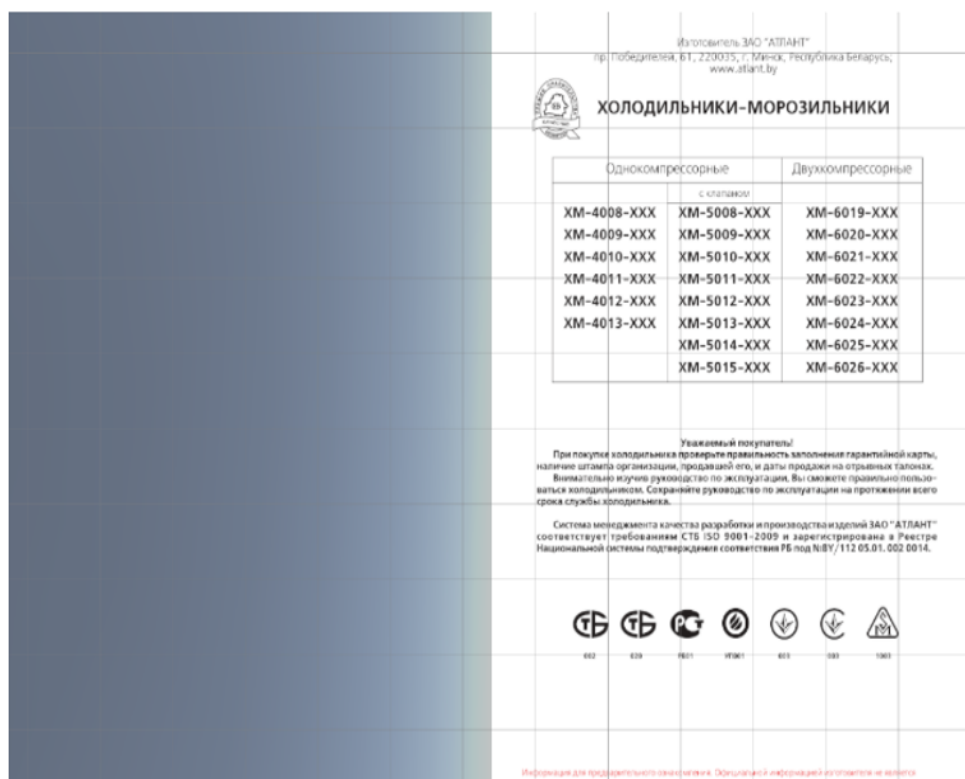 Изготовитель ЗАО "АТЛАНТ"
пр. Победителей, 61, 220035, г. Минск, Республика Беларусь;
www.atlant.by
ХОЛОДИЛЬНИКИ-МОРОЗИЛЬНИКИ
Однокомпрессорные Двухкомпрессорные
с клапаном
ХМ-4008-ХХХ ХМ-5008-ХХХ ХМ-6019-ХХХ
ХМ-4009-ХХХ ХМ-5009-ХХХ ХМ-6020-ХХХ
ХМ-4010-ХХХ ХМ-5010-ХХХ ХМ-6021-ХХХ
ХМ-4011-ХХХ ХМ-5011-ХХХ ХМ-6022-ХХХ
ХМ-4012-ХХХ ХМ-5012-ХХХ ХМ-6023-ХХХ
ХМ-4013-ХХХ ХМ-5013-ХХХ ХМ-6024-ХХХ
ХМ-5014-ХХХ ХМ-6025-ХХХ
ХМ-5015-ХХХ ХМ-6026-ХХХ
Уважаемый покупатель!
При покупке холодильника проверьте правильность заполнения гарантийной карты,
наличие штампа организации, продавшей его, и даты продажи на отрывных талонах.
Внимательно изучив руководство по эксплуатации, Вы сможете правильно пользо-
ваться холодильником. Сохраняйте руководство по эксплуатации на протяжении всего
срока службы холодильника.
Система менеджмента качества разработки и производства изделий ЗАО "АТЛАНТ"
соответствует требованиям СТБ ISO 9001-2009 и зарегистрирована в Реестре
Национальной системы подтверждения соответствия РБ под №BY/112 05.01. 002 0014.
Информация для предварительного ознакомления. Официальной информацией изготовителя не является